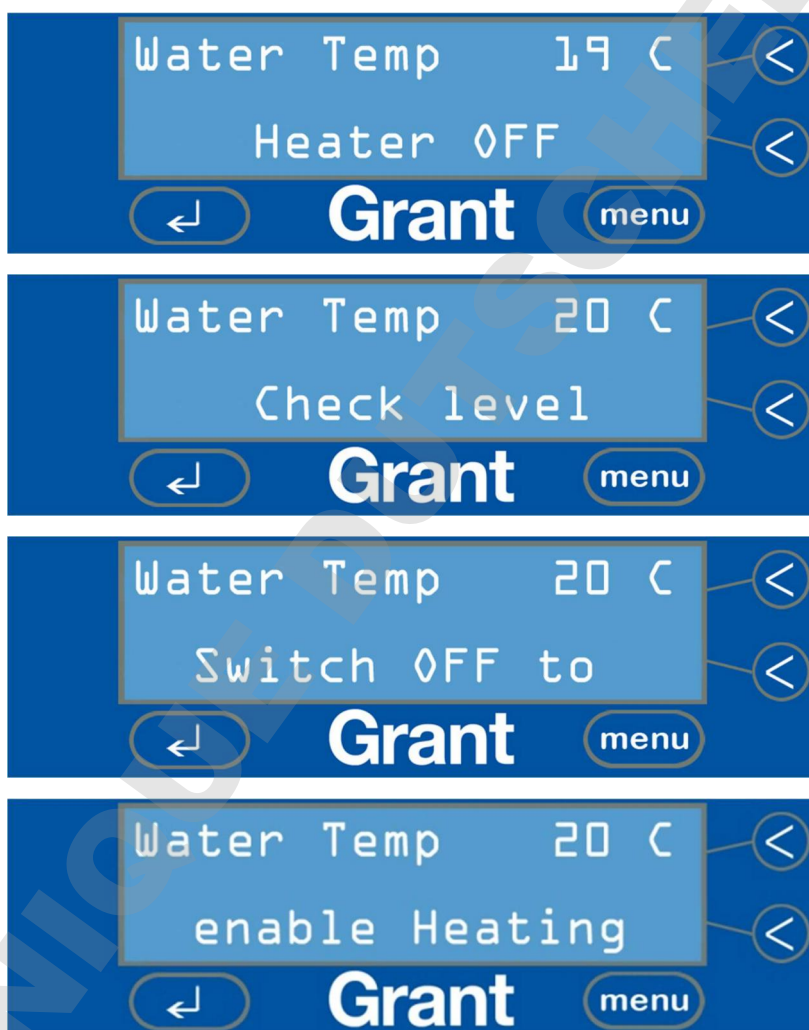 Water Temp 19 C <
Heater OFF <
↵ Grant menu
Water Temp 20 C <
Check level <
↵ Grant menu
Water Temp 20 C <
Switch OFF to <
↵ Grant menu
Water Temp 20 C <
enable Heating <
↵ Grant menu